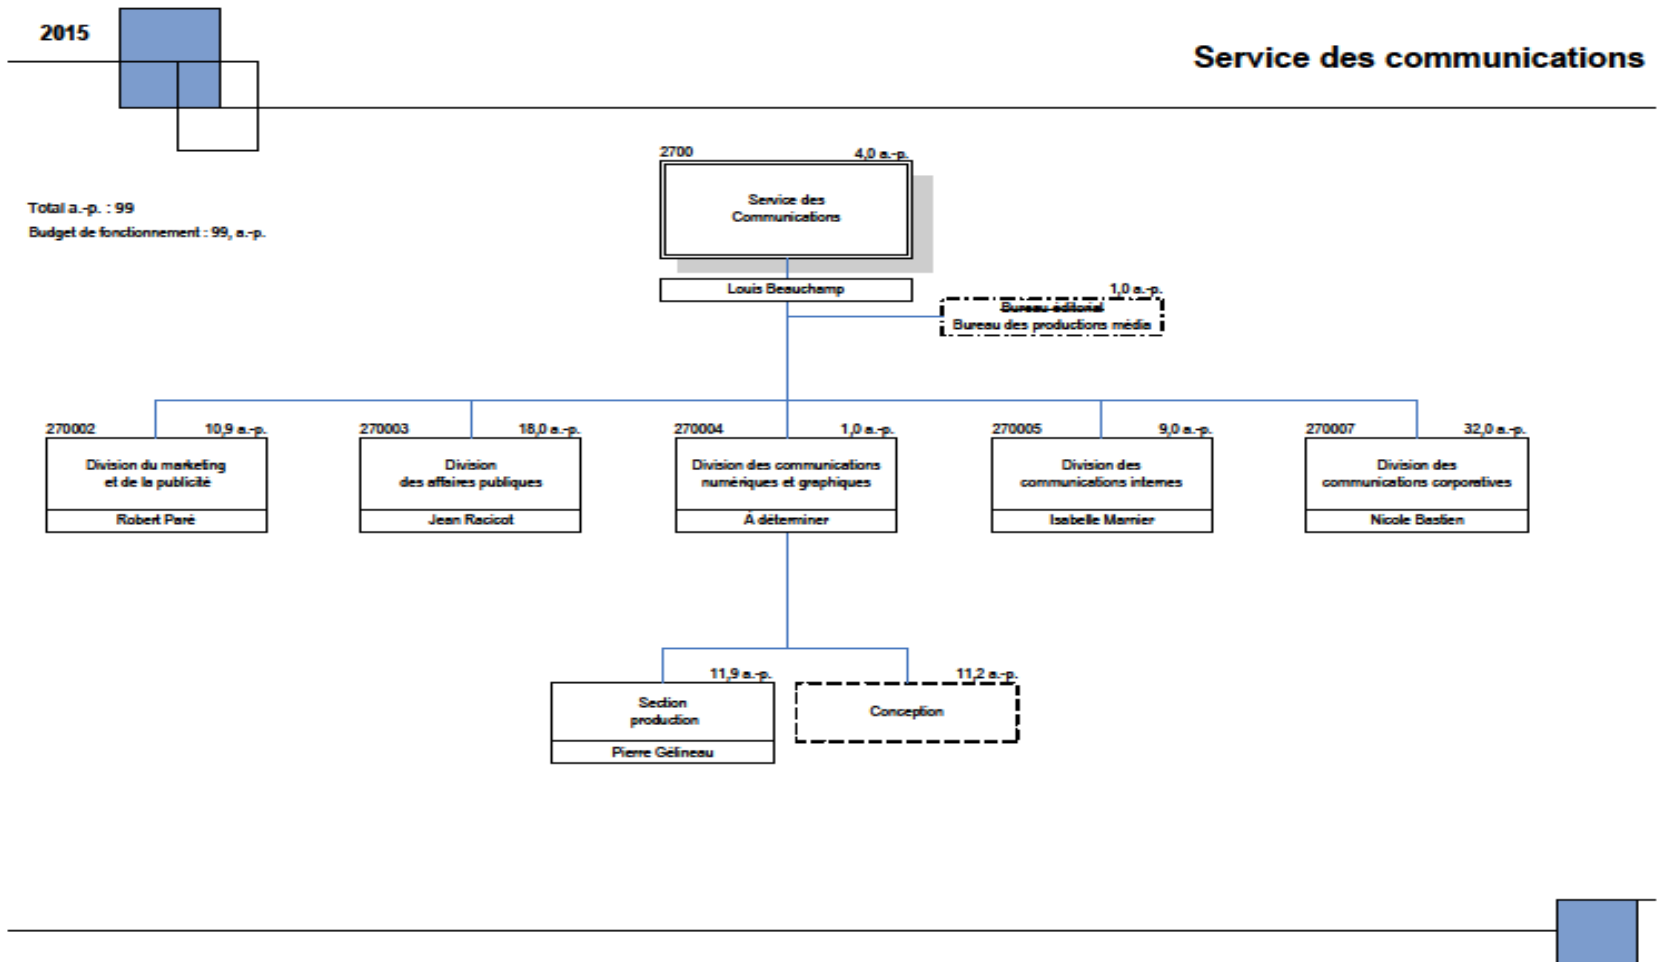 2015
Service des communications
Total a.-p. : 99
Budget de fonctionnement : 99, a.-p.
2700
4,0 a.-p.
Service des
Communications
Louis Beauchamp
1,0 a.-p.
Bureau éditorial
Bureau des productions média
270002
10,9 a.-p.
Division du marketing
et de la publicité
Robert Paré
270003
18,0 a.-p.
Division
des affaires publiques
Jean Racicot
270004
1,0 a.-p.
Division des communications
numériques et graphiques
À déterminer
270005
9,0 a.-p.
Division des
communications internes
Isabelle Marnier
270007
32,0 a.-p.
Division des
communications corporatives
Nicole Bastien
11,9 a.-p.
Section
production
Pierre Gélineau
11,2 a.-p.
Conception